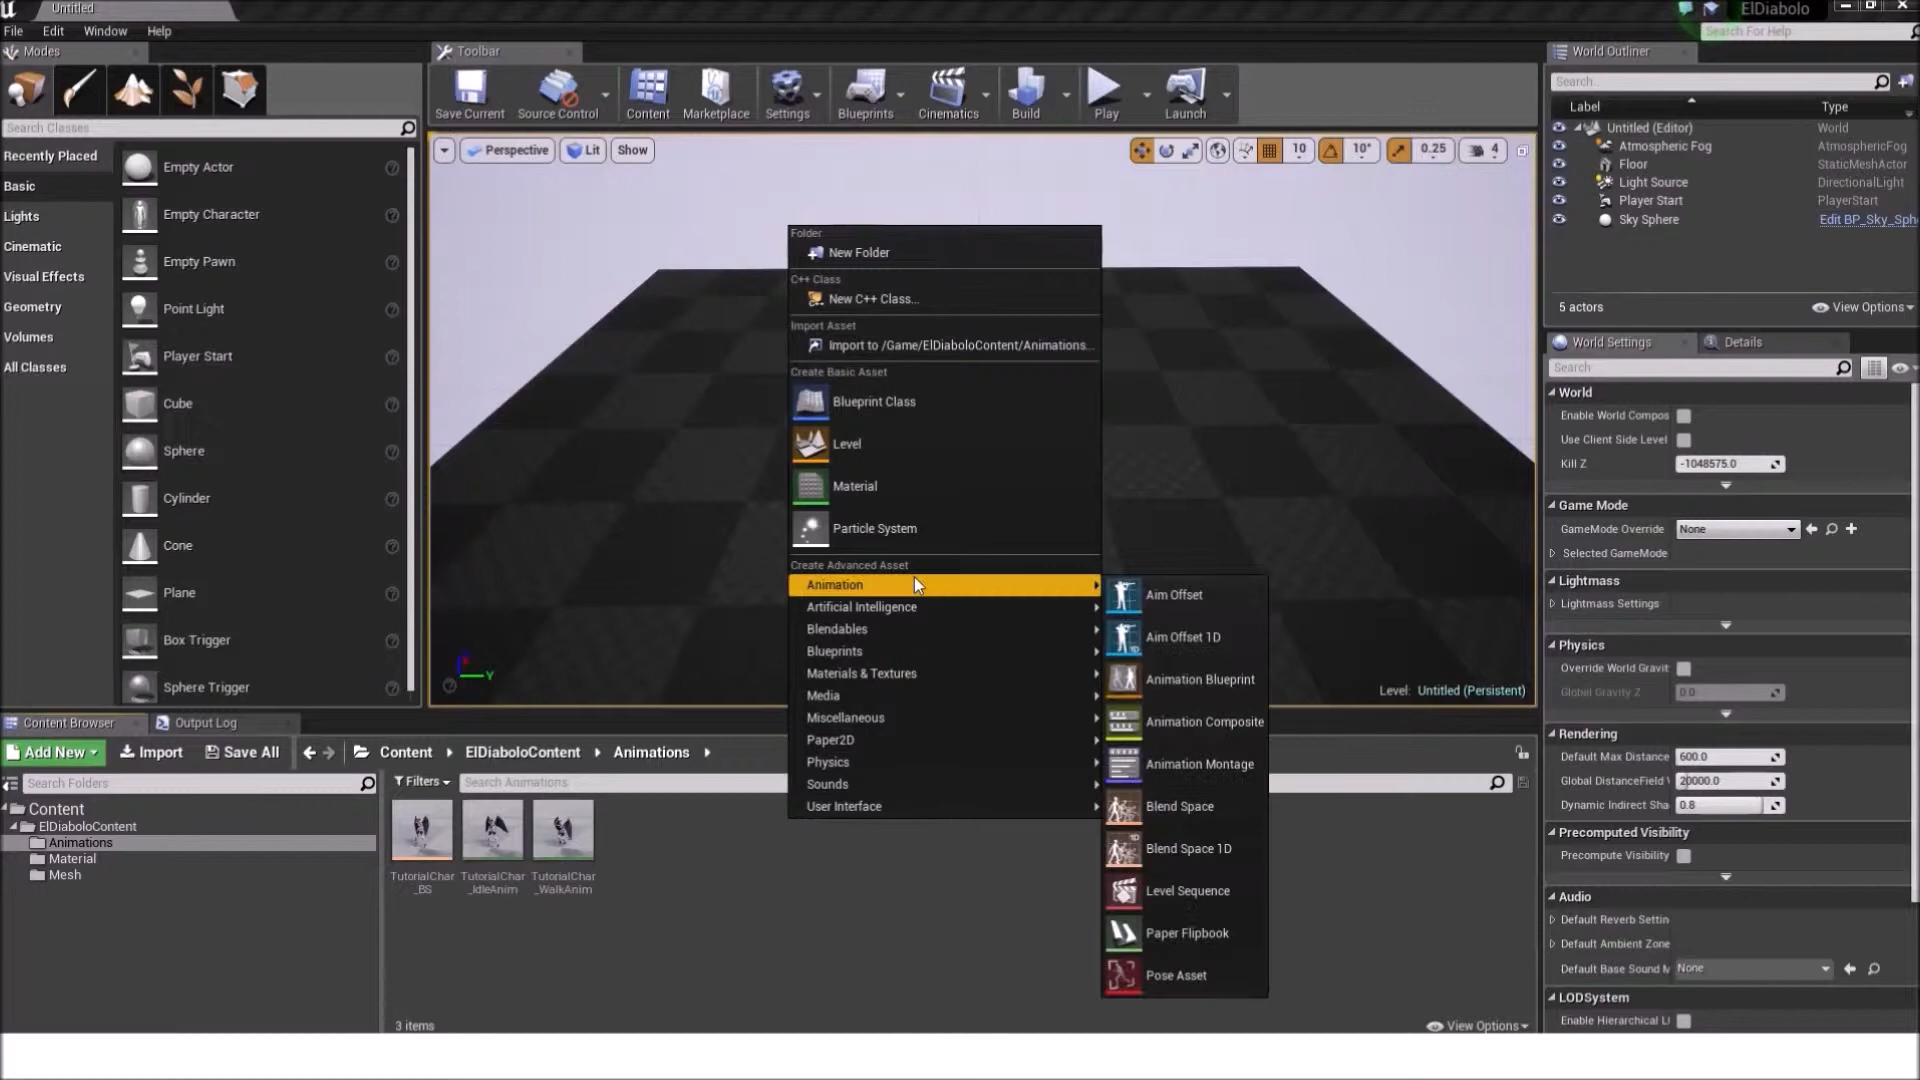 Untitled
ElDiabolo
File Edit Window Help
Search For Help
Modes
Search Classes
Recently Placed
Basic
Lights
Cinematic
Visual Effects
Geometry
Volumes
All Classes
Empty Actor
Empty Character
Empty Pawn
Point Light
Player Start
Cube
Sphere
Cylinder
Cone
Plane
Box Trigger
Sphere Trigger
Toolbar
Save Current
Source Control
Content
Marketplace
Settings
Blueprints
Cinematics
Build
Play
Launch
Perspective
Lit
Show
10
10°
0.25
4
Y
Level: Untitled (Persistent)
Folder
New Folder
C++ Class
New C++ Class...
Import Asset
Import to /Game/ElDiaboloContent/Animations...
Create Basic Asset
Blueprint Class
Level
Material
Particle System
Create Advanced Asset
Animation
Artificial Intelligence
Blendables
Blueprints
Materials & Textures
Media
Miscellaneous
Paper2D
Physics
Sounds
User Interface
Aim Offset
Aim Offset 1D
Animation Blueprint
Animation Composite
Animation Montage
Blend Space
Blend Space 1D
Level Sequence
Paper Flipbook
Pose Asset
World Outliner
Search...
Label Type
Untitled (Editor) World
Atmospheric Fog AtmosphericFog
Floor StaticMeshActor
Light Source DirectionalLight
Player Start PlayerStart
Sky Sphere Edit BP_Sky_Sph
5 actors
View Options
World Settings
Details
Search
World
Enable World Compos
Use Client Side Level
Kill Z -1048575.0
Game Mode
GameMode Override None
Selected GameMode
Lightmass
Lightmass Settings
Physics
Override World Gravit
Global Gravity Z 0.0
Rendering
Default Max Distance 600.0
Global DistanceField 20000.0
Dynamic Indirect Sha 0.8
Precomputed Visibility
Precompute Visibility
Audio
Default Reverb Settin
Default Ambient Zone
Default Base Sound M None
LODSystem
Enable Hierarchical L
Content Browser
Output Log
Add New
Import
Save All
Content
ElDiaboloContent
Animations
Search Folders
Filters
Search Animations
Content
ElDiaboloContent
Animations
Material
Mesh
TutorialChar
_BS
TutorialChar
_IdleAnim
TutorialChar
_WalkAnim
3 items
View Options